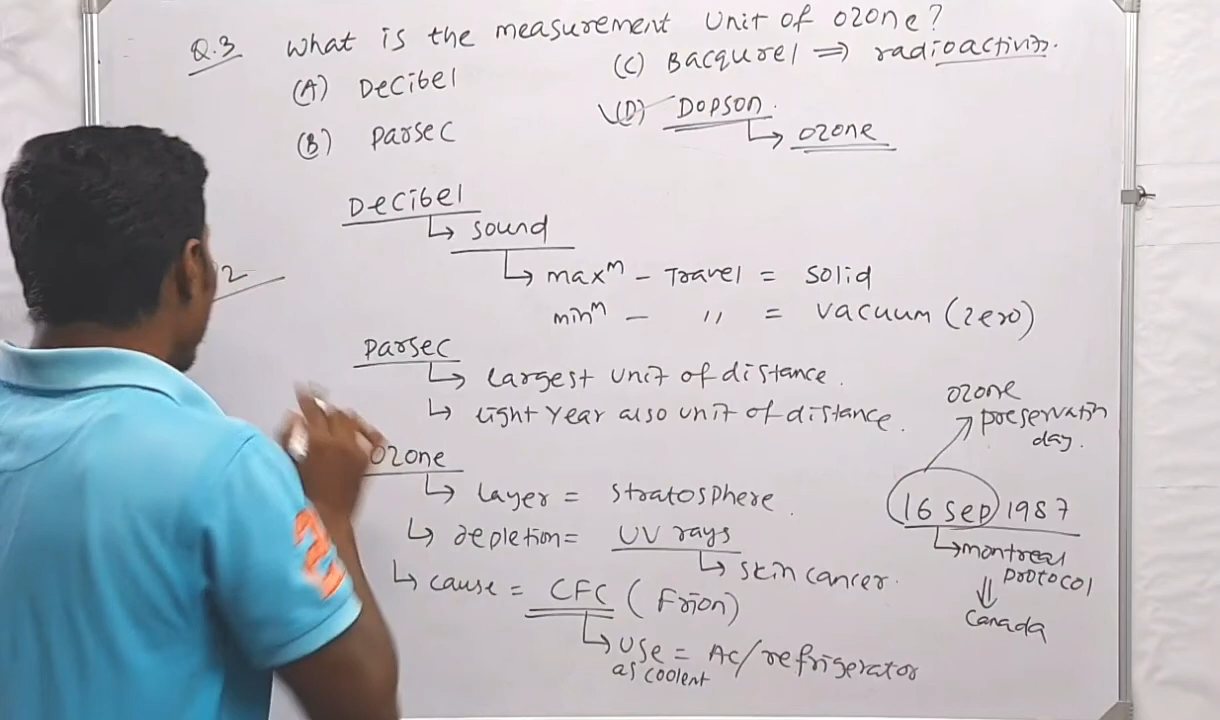 Q.3 What is the measurement Unit of ozone?
(A) Decibel
(B) Parsec
(C) Bacqurel ⇒ radioactivity.
(D) Dopson.
↳ ozone
Decibel
↳ sound
↳ maxᵐ - Travel = solid
minᵐ - 〃 = vacuum (zero)
2
Parsec
↳ Largest unit of distance.
↳ Light Year also unit of distance.
Ozone
↳ Layer = stratosphere.
↳ depletion = UV rays
↳ skin cancer.
↳ cause = CFC (Frion)
↳ Use = AC/refrigerator
as coolent
ozone
preservation
day.
16 Sep 1987
↳ montreal
protocol
⇓
Canada
2